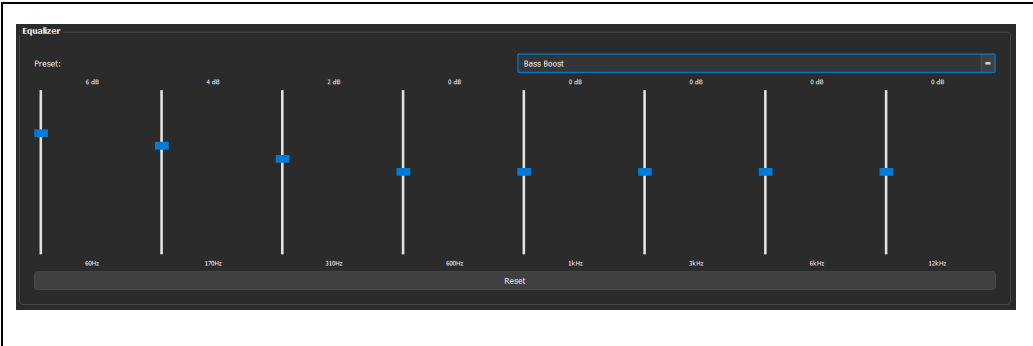 Equalizer
Preset: Bass Boost
6 dB 4 dB 2 dB 0 dB 0 dB 0 dB 0 dB 0 dB
60Hz 170Hz 310Hz 600Hz 1kHz 3kHz 6kHz 12kHz
Reset